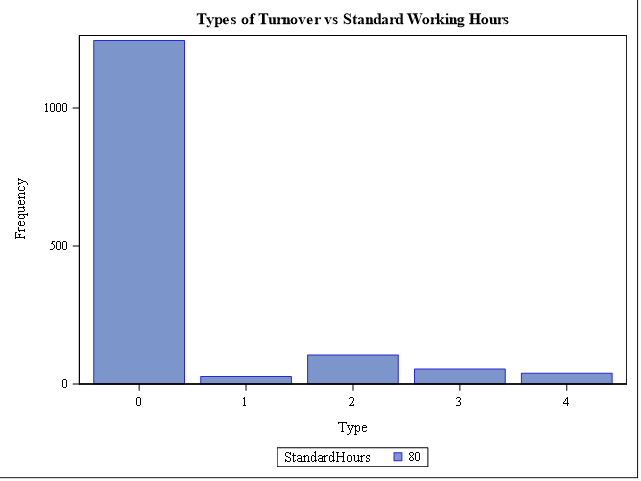 Types of Turnover vs Standard Working Hours
1000
500
0
Frequency
0 1 2 3 4
Type
StandardHours 80